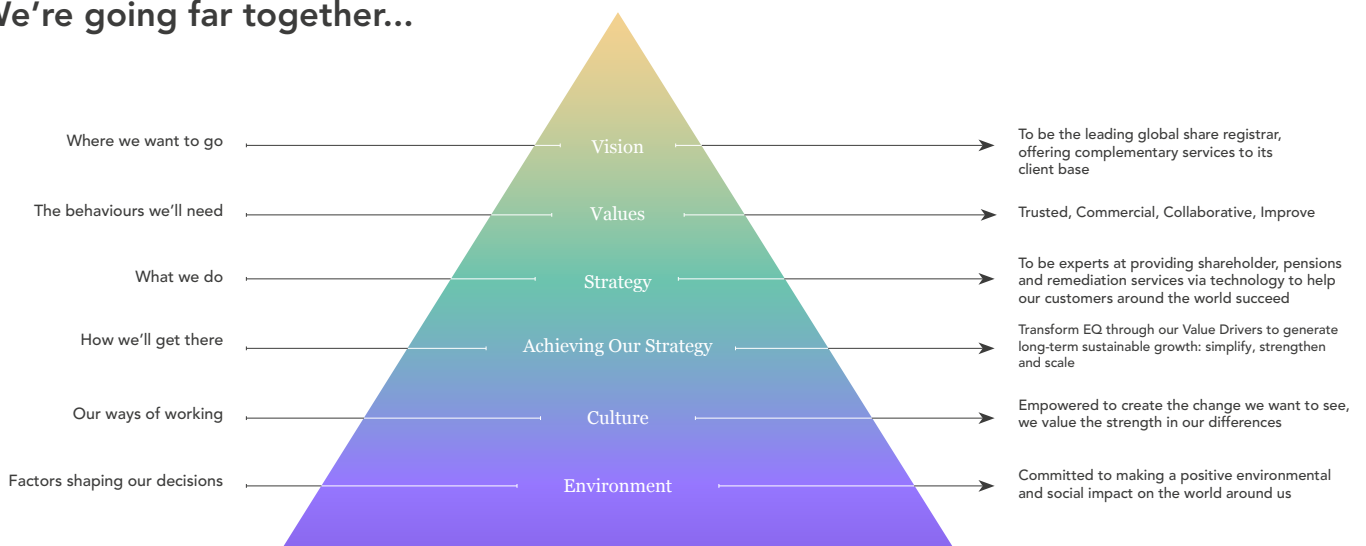 We're going far together...
Where we want to go
Vision
To be the leading global share registrar,
offering complementary services to its
client base
The behaviours we'll need
Values
Trusted, Commercial, Collaborative, Improve
What we do
Strategy
To be experts at providing shareholder, pensions
and remediation services via technology to help
our customers around the world succeed
How we'll get there
Achieving Our Strategy
Transform EQ through our Value Drivers to generate
long-term sustainable growth: simplify, strengthen
and scale
Our ways of working
Culture
Empowered to create the change we want to see,
we value the strength in our differences
Factors shaping our decisions
Environment
Committed to making a positive environmental
and social impact on the world around us